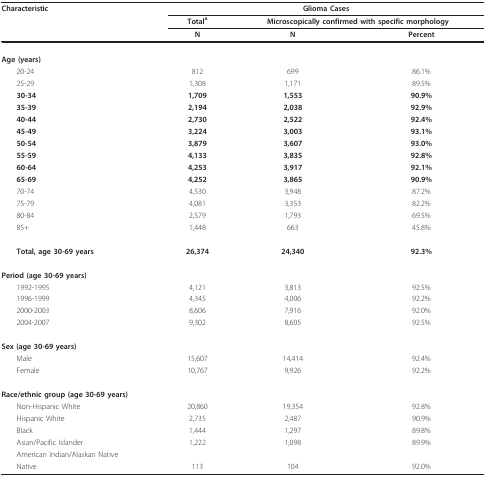 Characteristic Glioma Cases
Totala Microscopically confirmed with specific morphology
N N Percent
Age (years)
20-24 812 699 86.1%
25-29 1,308 1,171 89.5%
30-34 1,709 1,553 90.9%
35-39 2,194 2,038 92.9%
40-44 2,730 2,522 92.4%
45-49 3,224 3,003 93.1%
50-54 3,879 3,607 93.0%
55-59 4,133 3,835 92.8%
60-64 4,253 3,917 92.1%
65-69 4,252 3,865 90.9%
70-74 4,530 3,948 87.2%
75-79 4,081 3,353 82.2%
80-84 2,579 1,793 69.5%
85+ 1,448 663 45.8%
Total, age 30-69 years 26,374 24,340 92.3%
Period (age 30-69 years)
1992-1995 4,121 3,813 92.5%
1996-1999 4,345 4,006 92.2%
2000-2003 8,606 7,916 92.0%
2004-2007 9,302 8,605 92.5%
Sex (age 30-69 years)
Male 15,607 14,414 92.4%
Female 10,767 9,926 92.2%
Race/ethnic group (age 30-69 years)
Non-Hispanic White 20,860 19,354 92.8%
Hispanic White 2,735 2,487 90.9%
Black 1,444 1,297 89.8%
Asian/Pacific Islander 1,222 1,098 89.9%
American Indian/Alaskan Native
Native 113 104 92.0%